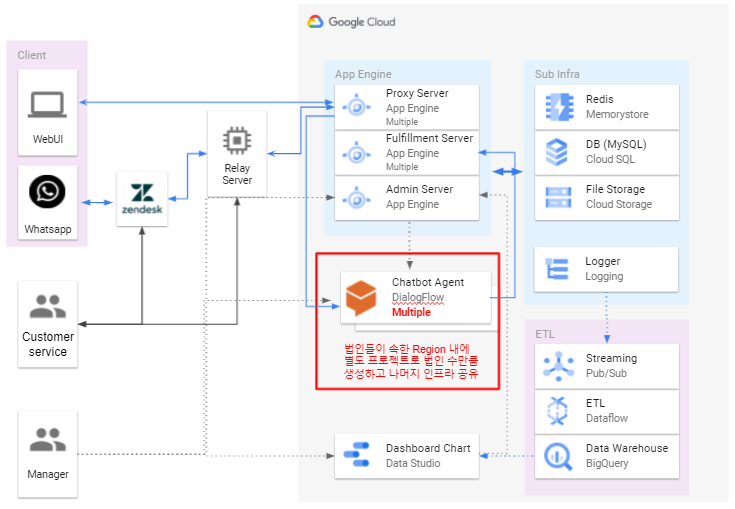 Google Cloud
Client
WebUI
Whatsapp
zendesk
Relay
Server
Customer
service
Manager
App Engine
Proxy Server
App Engine
Multiple
Fulfillment Server
App Engine
Multiple
Admin Server
App Engine
Chatbot Agent
DialogFlow
Multiple
법인들이 속한 Region 내에
별도 프로젝트로 법인 수만큼
생성하고 나머지 인프라 공유
Dashboard Chart
Data Studio
Sub Infra
Redis
Memorystore
DB (MySQL)
Cloud SQL
File Storage
Cloud Storage
Logger
Logging
ETL
Streaming
Pub/Sub
ETL
Dataflow
Data Warehouse
BigQuery